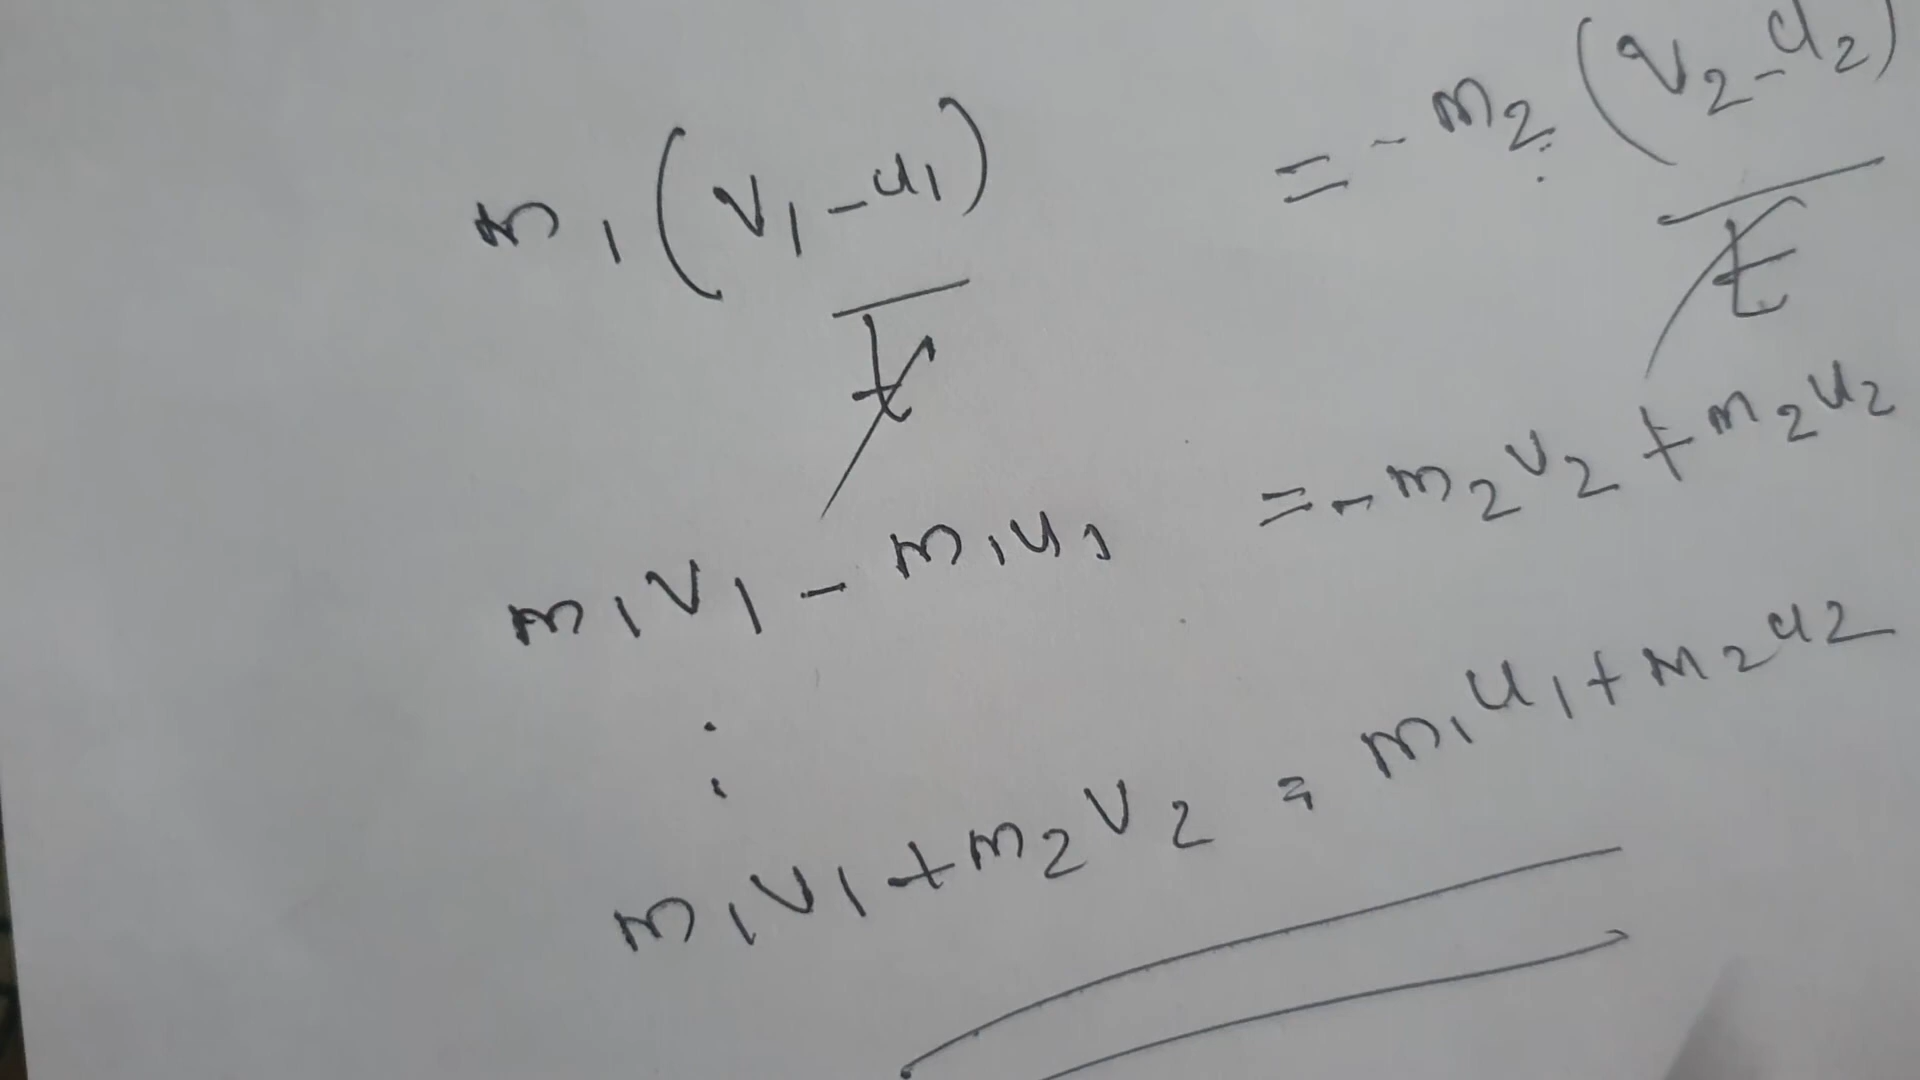 m₁(v₁-u₁)/t = -m₂(v₂-u₂)/t
m₁v₁ - m₁u₁ = -m₂v₂ + m₂u₂
:
m₁v₁ + m₂v₂ = m₁u₁ + m₂u₂